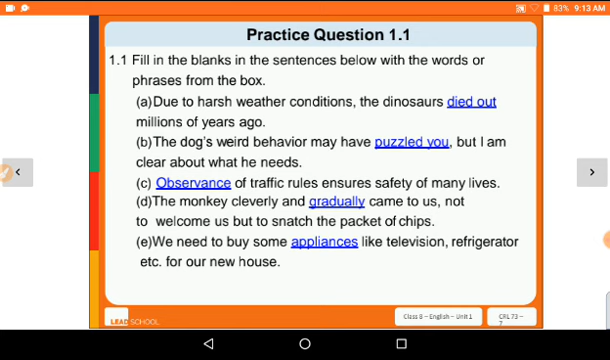 83% 9:13 AM
Practice Question 1.1
1.1 Fill in the blanks in the sentences below with the words or
phrases from the box.
(a)Due to harsh weather conditions, the dinosaurs died out
millions of years ago.
(b)The dog's weird behavior may have puzzled you, but I am
clear about what he needs.
(c) Observance of traffic rules ensures safety of many lives.
(d)The monkey cleverly and gradually came to us, not
to welcome us but to snatch the packet of chips.
(e)We need to buy some appliances like television, refrigerator
etc. for our new house.
LEAD SCHOOL
Class 8 – English – Unit 1
CRL 73 –
7